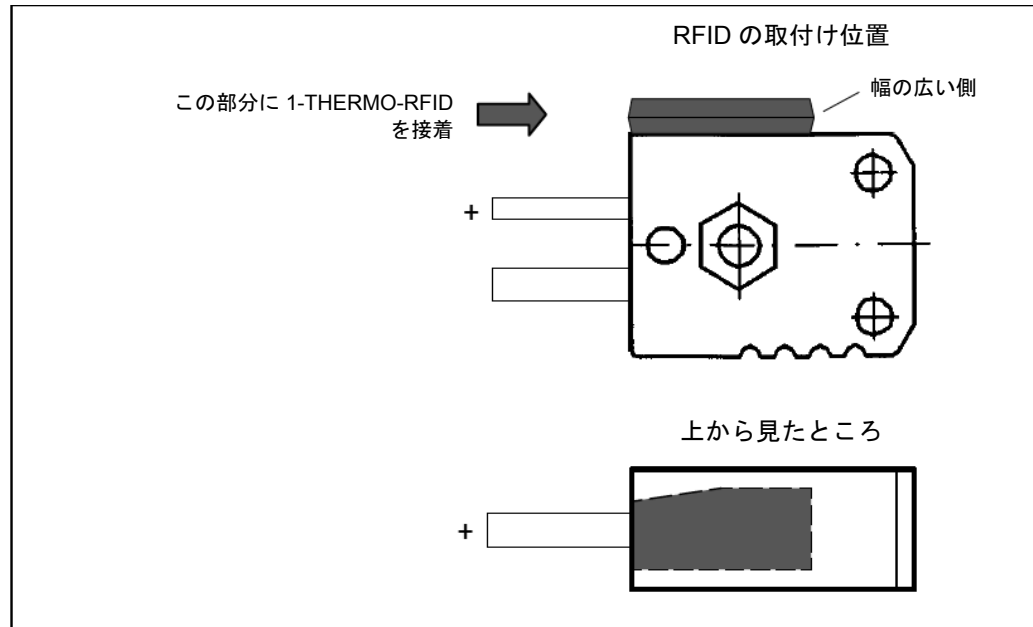 RFID の取付け位置
この部分に 1-THERMO-RFID
を接着
幅の広い側
+
上から見たところ
+